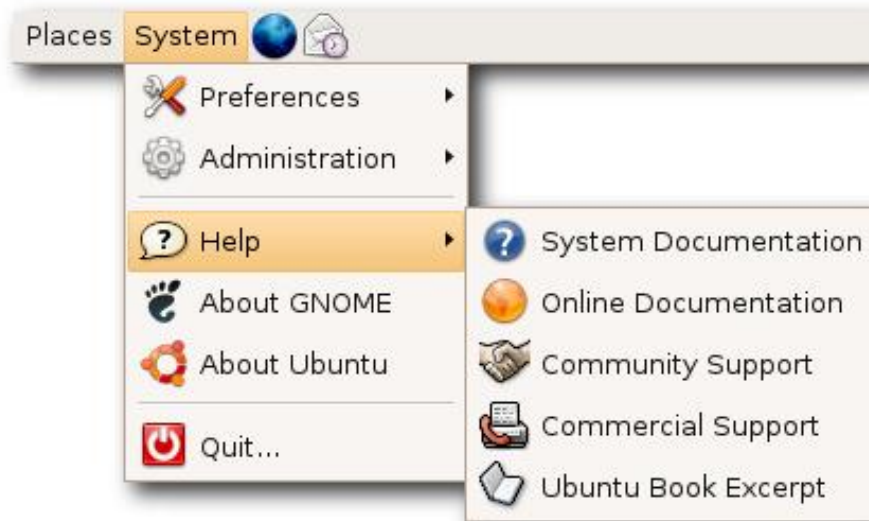 Places System
Preferences
Administration
Help
About GNOME
About Ubuntu
Quit...
System Documentation
Online Documentation
Community Support
Commercial Support
Ubuntu Book Excerpt